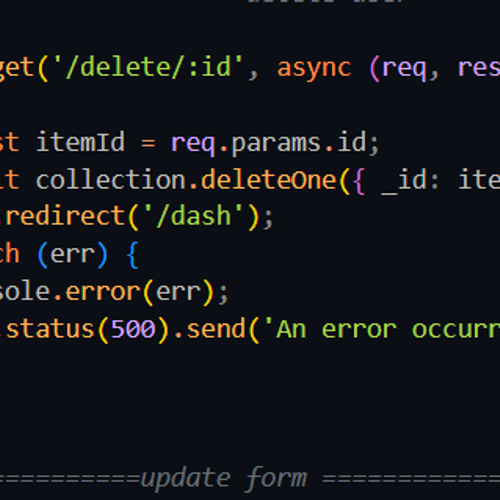 get('/delete/:id', async (req, res
st itemId = req.params.id;
it collection.deleteOne({ _id: ite
.redirect('/dash');
ch (err) {
sole.error(err);
.status(500).send('An error occurr
==========update form ============